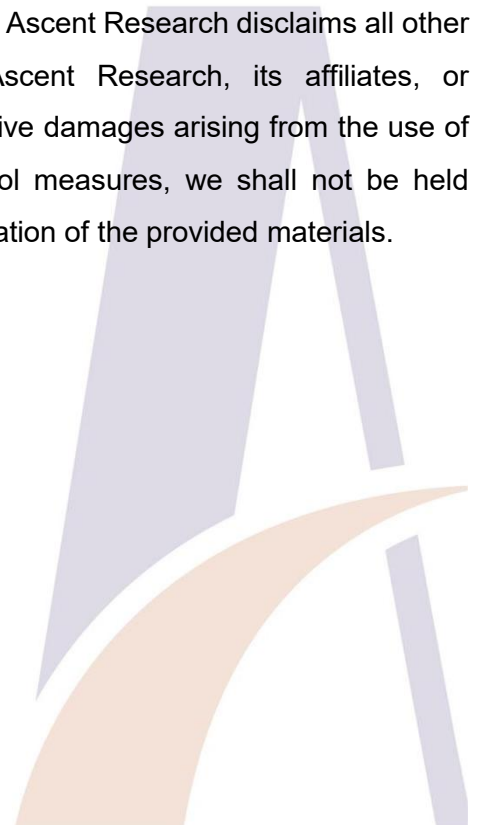 Ascent Research disclaims all other
Ascent Research, its affiliates, or
ive damages arising from the use of
ol measures, we shall not be held
ation of the provided materials.